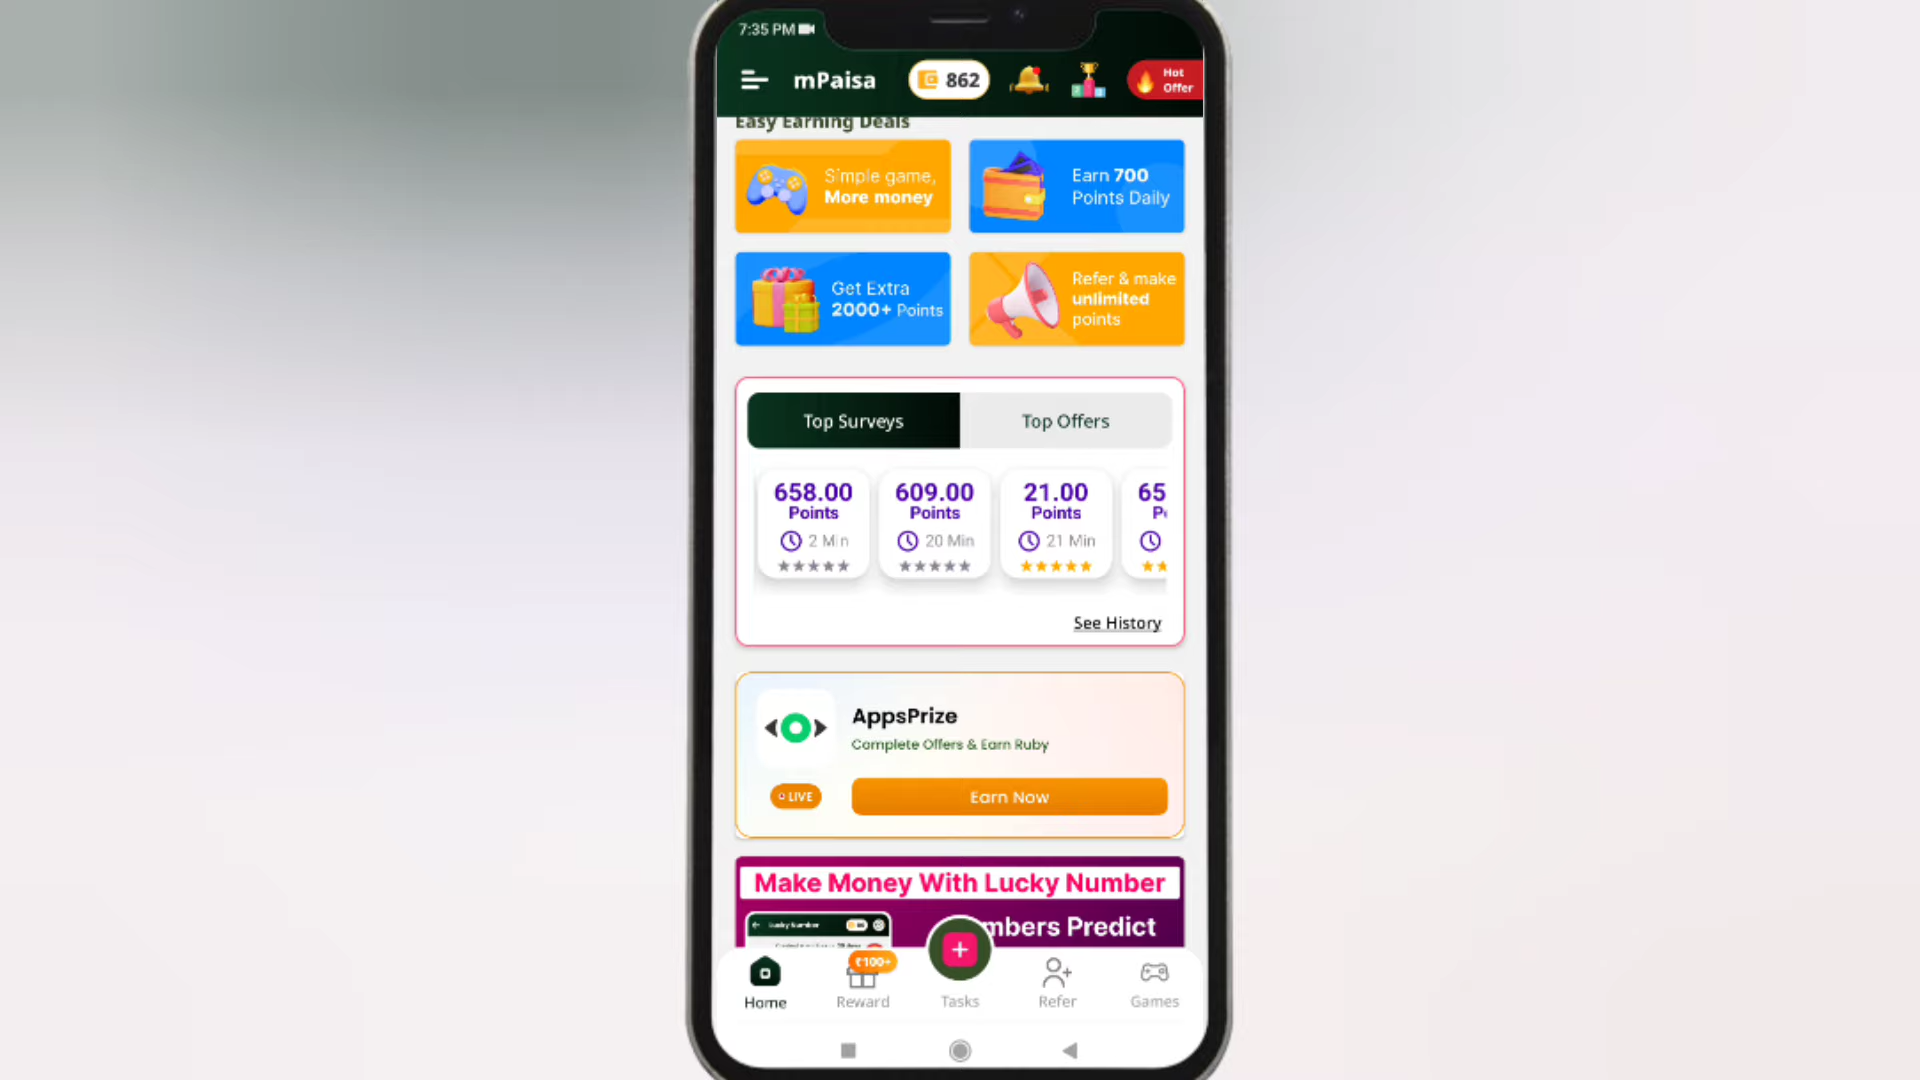 7:35 PM
mPaisa
862
Hot
Offer
Easy Earning Deals
Simple game,
More money
Earn 700
Points Daily
Get Extra
2000+ Points
Refer & make
unlimited
points
Top Surveys
Top Offers
658.00
Points
2 Min
609.00
Points
20 Min
21.00
Points
21 Min
65
See History
AppsPrize
Complete Offers & Earn Ruby
LIVE
Earn Now
Make Money With Lucky Number
Lucky Number
mbers Predict
₹100+
Home
Reward
Tasks
Refer
Games